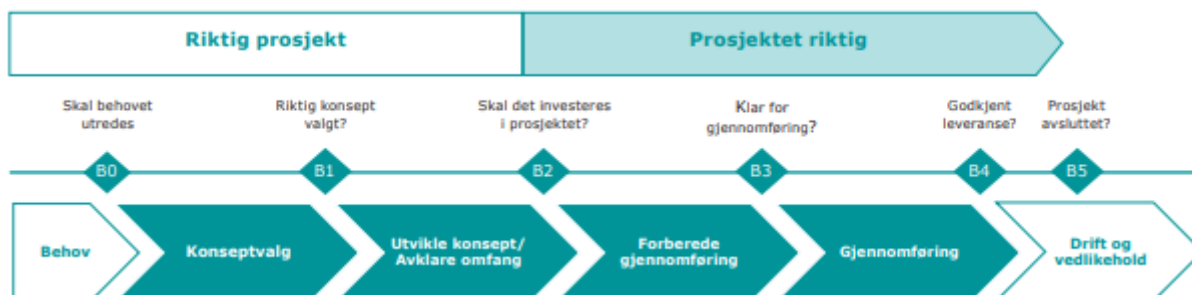 Riktig prosjekt
Prosjektet riktig
Skal behovet
utredes
Riktig konsept
valgt?
Skal det investeres
i prosjektet?
Klar for
gjennomføring?
Godkjent
leveranse?
Prosjekt
avsluttet?
B0
B1
B2
B3
B4
B5
Behov
Konseptvalg
Utvikle konsept/
Avklare omfang
Forberede
gjennomføring
Gjennomføring
Drift og
vedlikehold